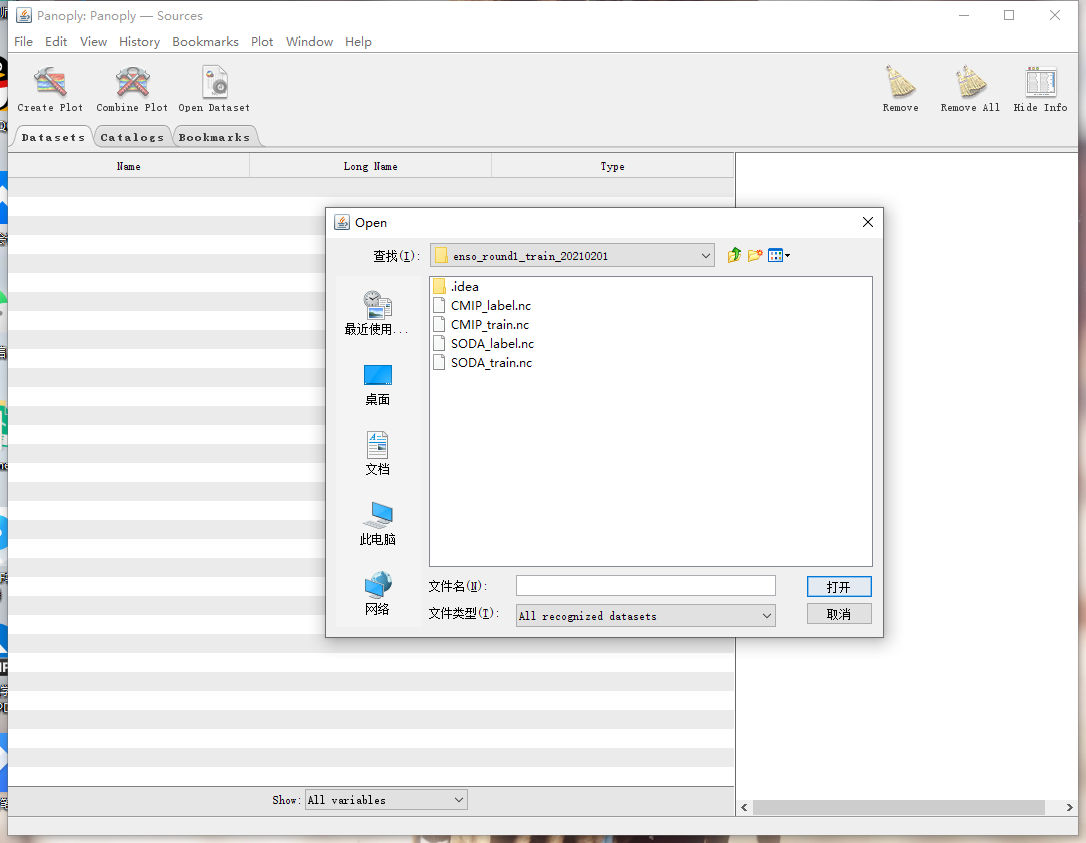 Panoply: Panoply — Sources
File Edit View History Bookmarks Plot Window Help
Create Plot Combine Plot Open Dataset Remove Remove All Hide Info
Datasets Catalogs Bookmarks
Name Long Name Type
Open
查找(I): enso_round1_train_20210201
.idea
CMIP_label.nc
CMIP_train.nc
SODA_label.nc
SODA_train.nc
最近使用...
桌面
文档
此电脑
网络
文件名(N): 打开
文件类型(T): All recognized datasets 取消
Show: All variables